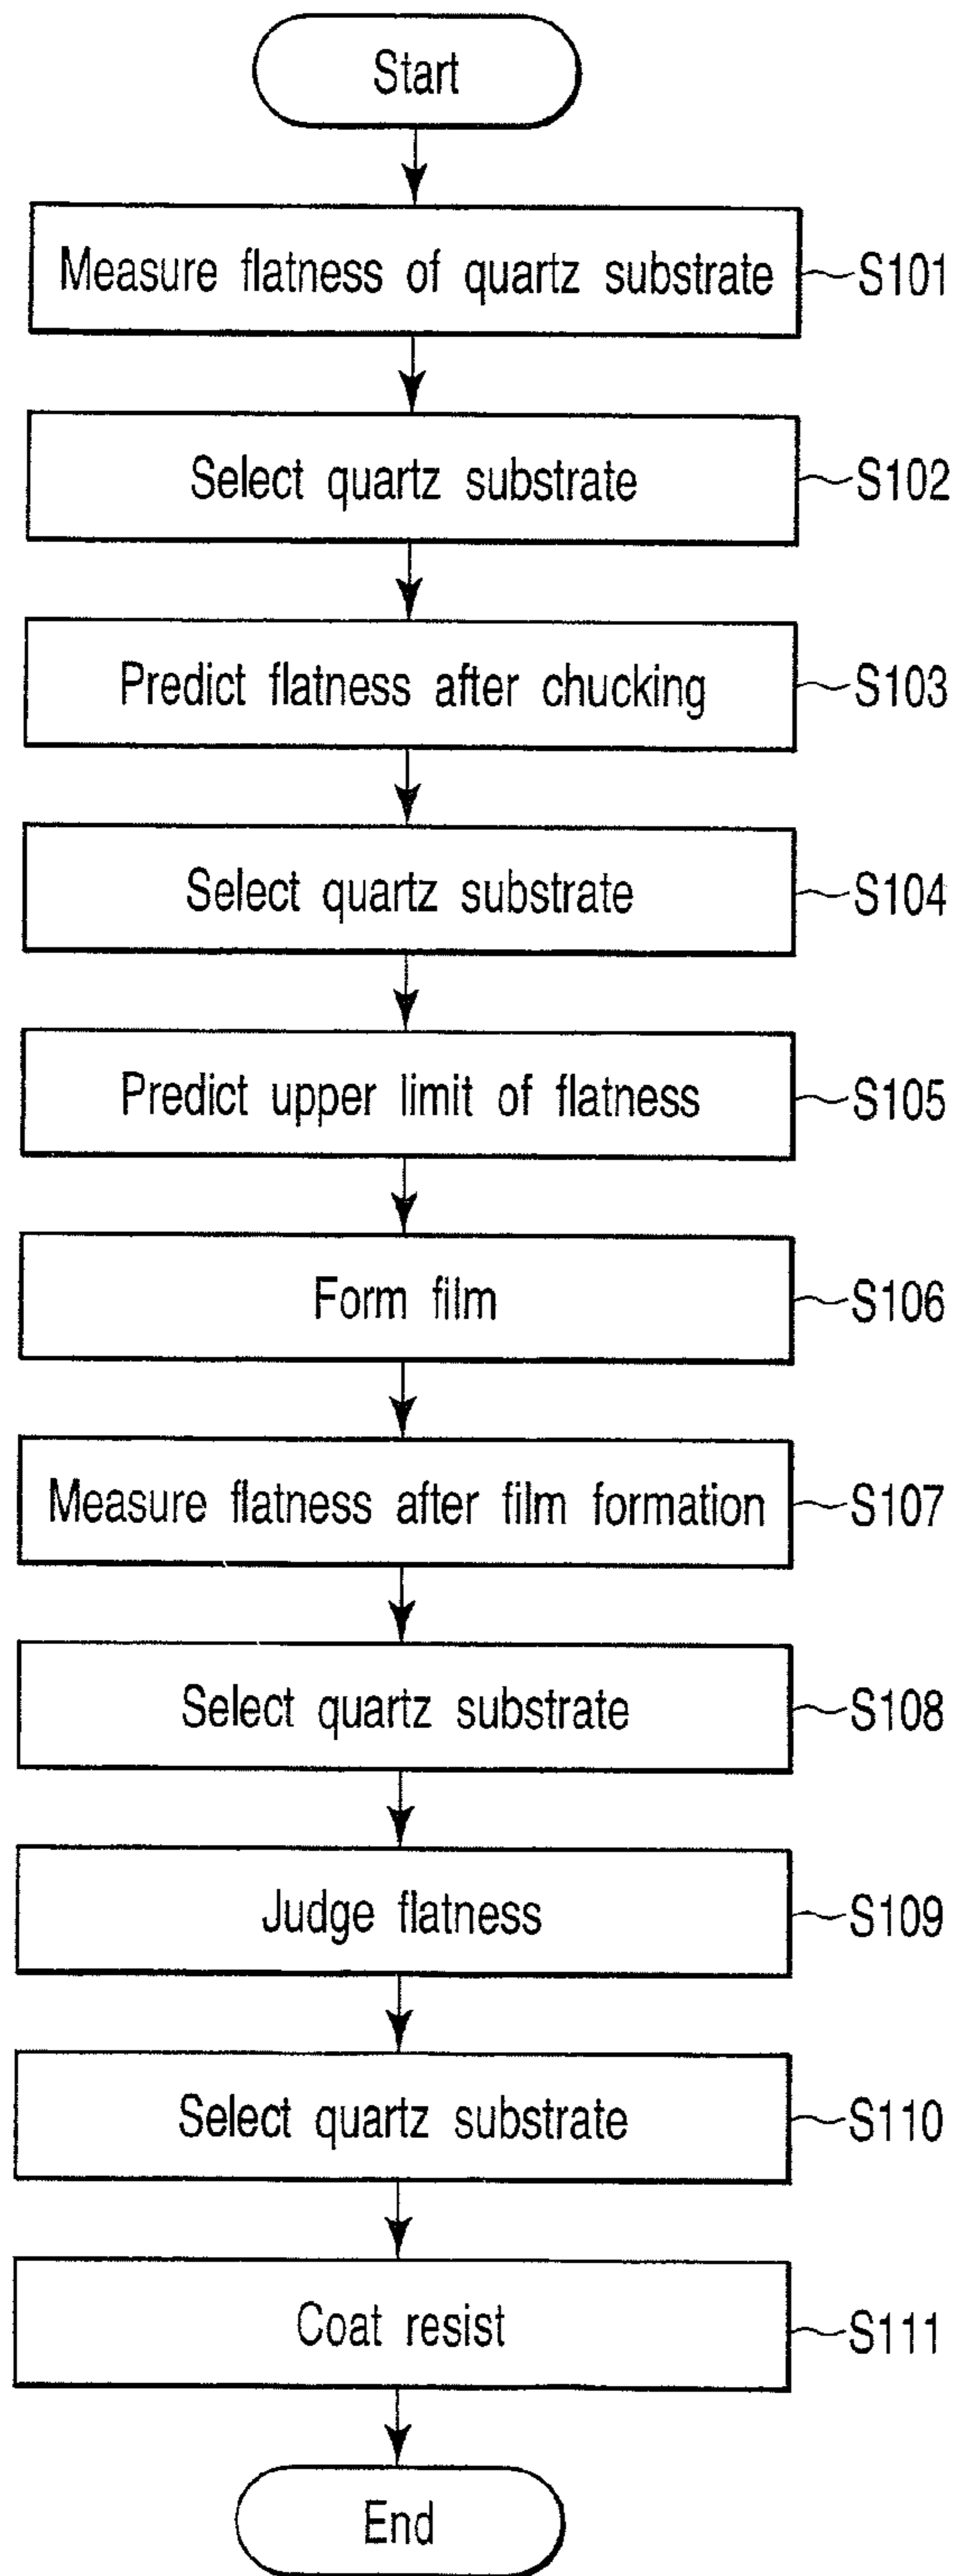 Start
Measure flatness of quartz substrate S101
Select quartz substrate S102
Predict flatness after chucking S103
Select quartz substrate S104
Predict upper limit of flatness S105
Form film S106
Measure flatness after film formation S107
Select quartz substrate S108
Judge flatness S109
Select quartz substrate S110
Coat resist S111
End